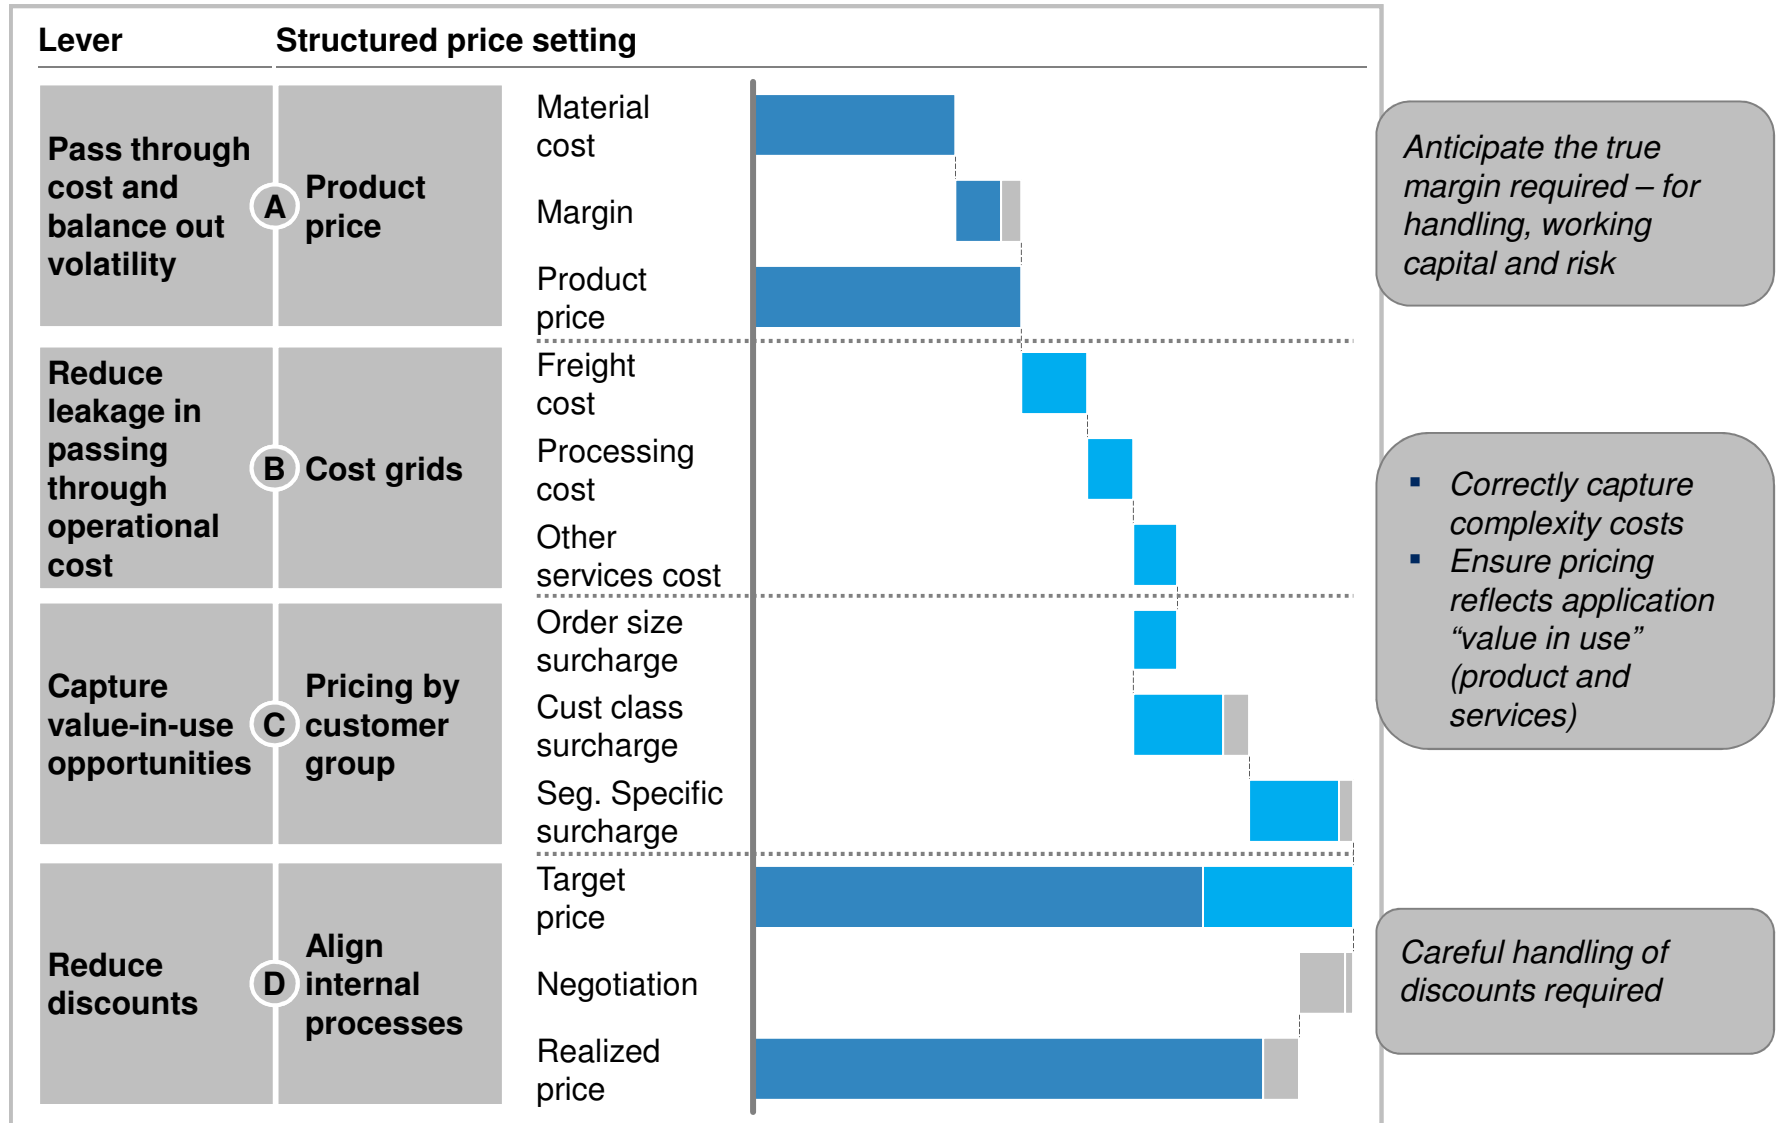 Lever
Structured price setting
Pass through
cost and
balance out
volatility
A
Product
price
Material
cost
Margin
Product
price
Anticipate the true
margin required – for
handling, working
capital and risk
Reduce
leakage in
passing
through
operational
cost
B
Cost grids
Freight
cost
Processing
cost
Other
services cost
▪ Correctly capture
complexity costs
▪ Ensure pricing
reflects application
“value in use”
(product and
services)
Capture
value-in-use
opportunities
C
Pricing by
customer
group
Order size
surcharge
Cust class
surcharge
Seg. Specific
surcharge
Reduce
discounts
D
Align
internal
processes
Target
price
Negotiation
Realized
price
Careful handling of
discounts required